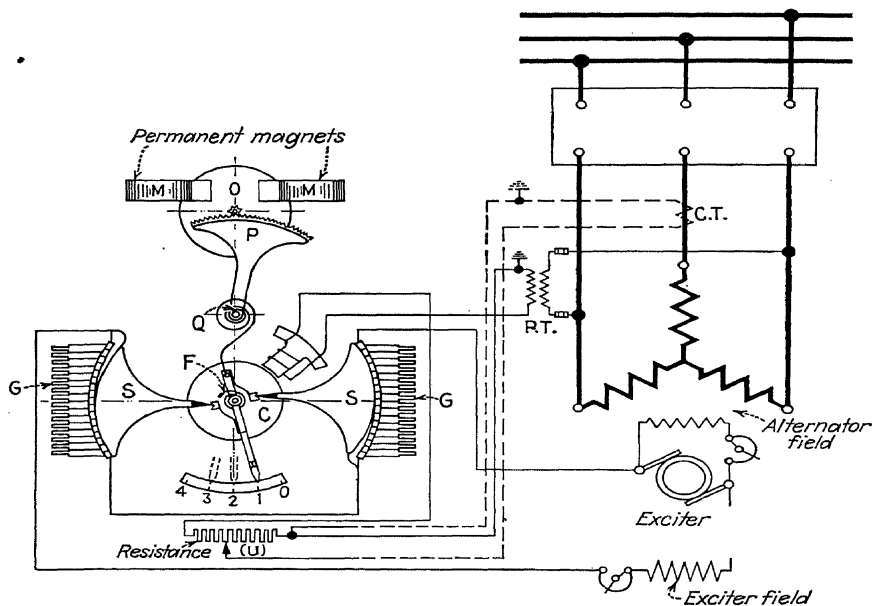 Permanent magnets
M
O
M
P
C.T.
Q
P.T.
F
G
S
C
S
G
Alternator
field
4 3 2 1 0
Exciter
Resistance
(U)
Exciter field